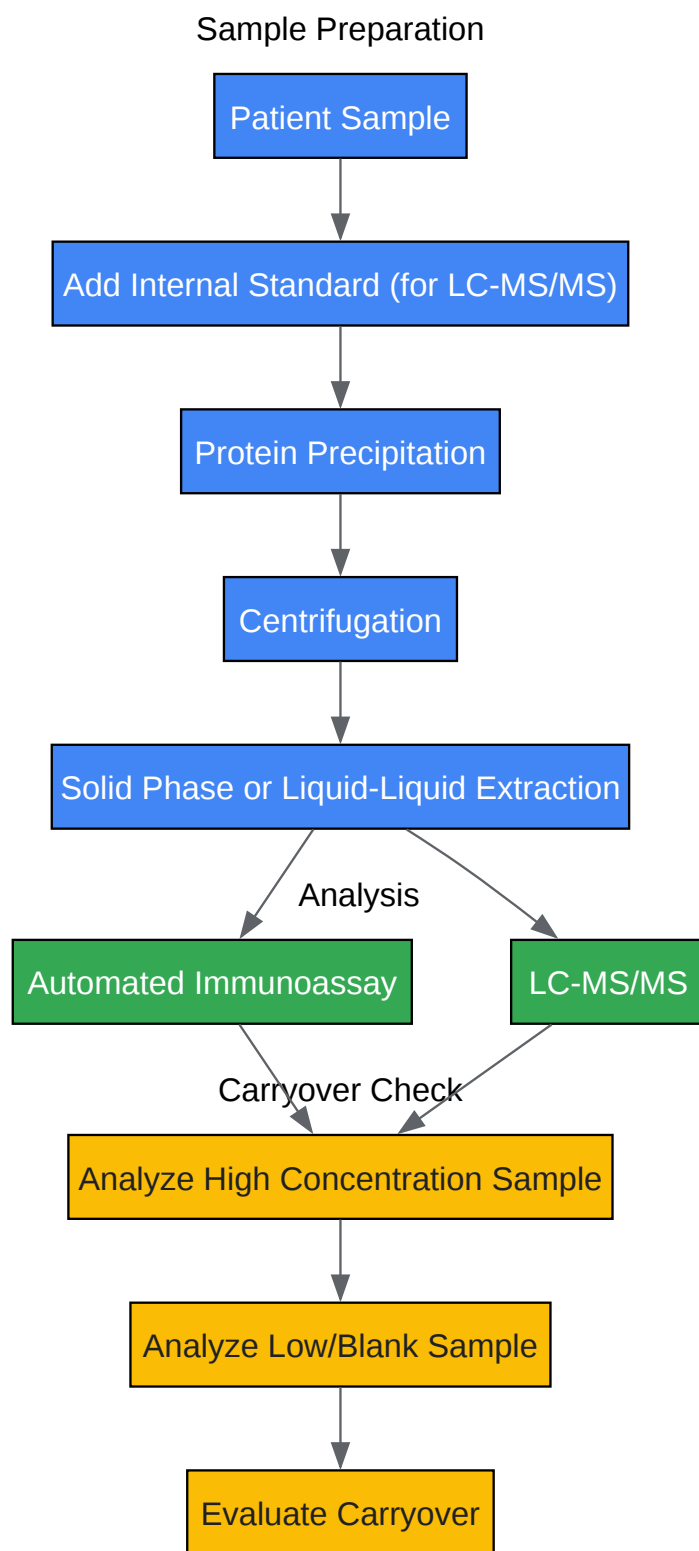 Sample Preparation
Patient Sample
Add Internal Standard (for LC-MS/MS)
Protein Precipitation
Centrifugation
Solid Phase or Liquid-Liquid Extraction
Analysis
Automated Immunoassay
LC-MS/MS
Carryover Check
Analyze High Concentration Sample
Analyze Low/Blank Sample
Evaluate Carryover